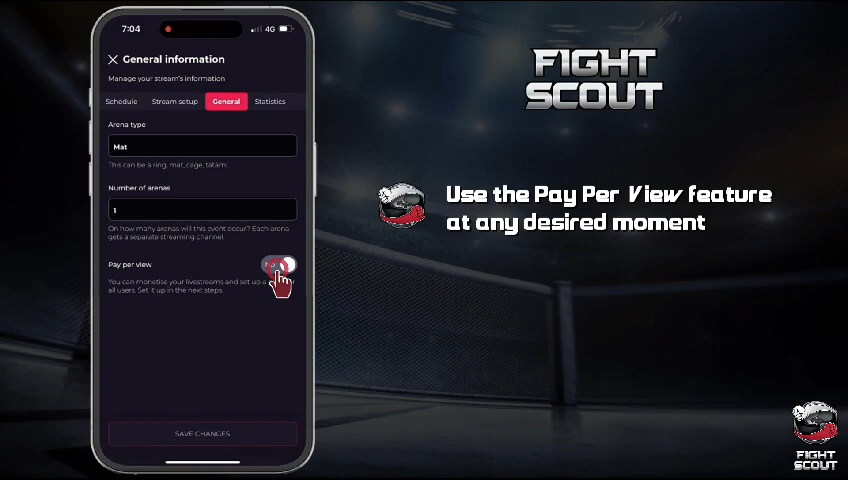 7:04
4G
General information
Manage your stream's information
Schedule
Stream setup
General
Statistics
Arena type
Mat
This can be a ring, mat, cage, tatami...
Number of arenas
1
On how many arenas will this event occur? Each arena
gets a separate streaming channel.
Pay per view
You can monetise your livestreams and set up a
all users. Set it up in the next steps.
SAVE CHANGES
FIGHT
SCOUT
Use the Pay Per View feature
at any desired moment
FIGHT
SCOUT